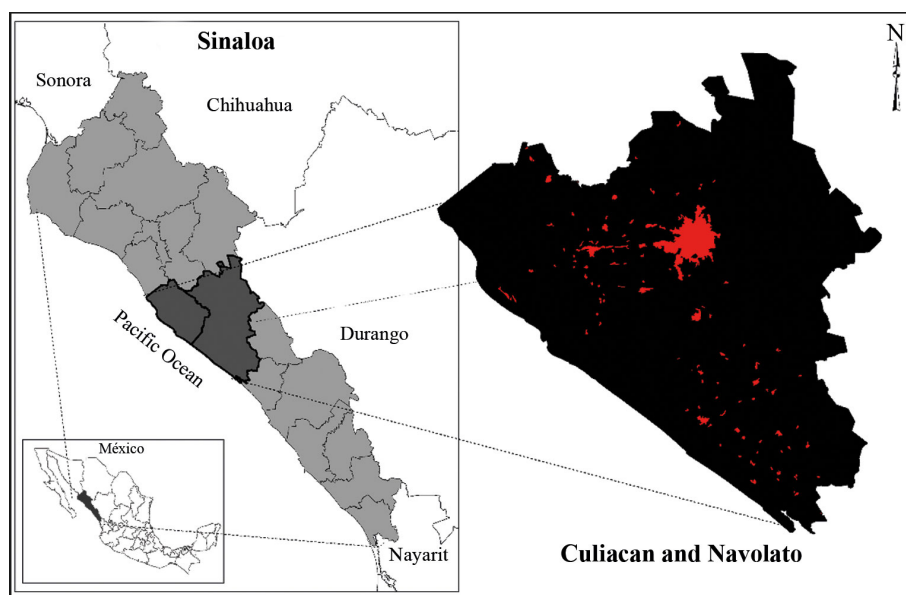 Sinaloa
N
Sonora
Chihuahua
Pacific Ocean
Durango
México
Nayarit
Culiacan and Navolato